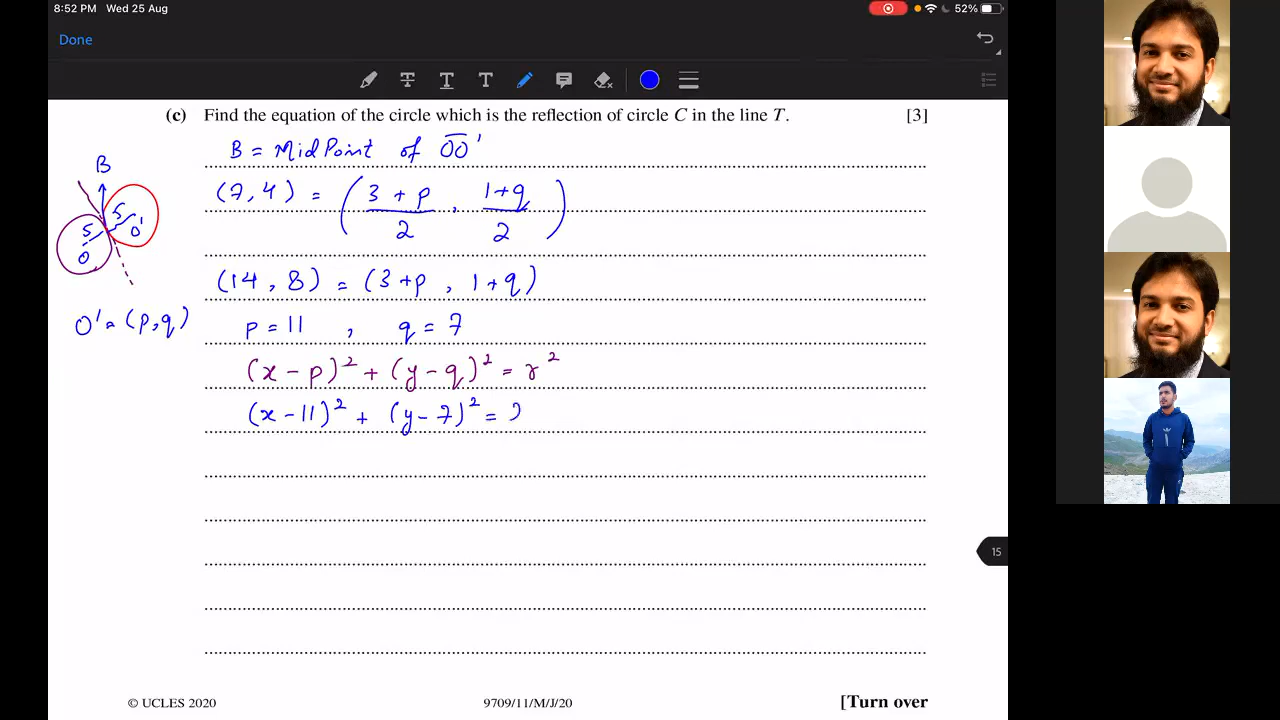 8:52 PM Wed 25 Aug
52%
Done
(c) Find the equation of the circle which is the reflection of circle C in the line T. [3]
B = MidPoint of OO'
(7, 4) = (3 + p / 2 , 1 + q / 2)
(14, 8) = (3 + p , 1 + q)
p = 11 , q = 7
(x - p)² + (y - q)² = r²
(x - 11)² + (y - 7)² = 2
B
5
5
O'
O
O' = (p, q)
15
© UCLES 2020
9709/11/M/J/20
[Turn over